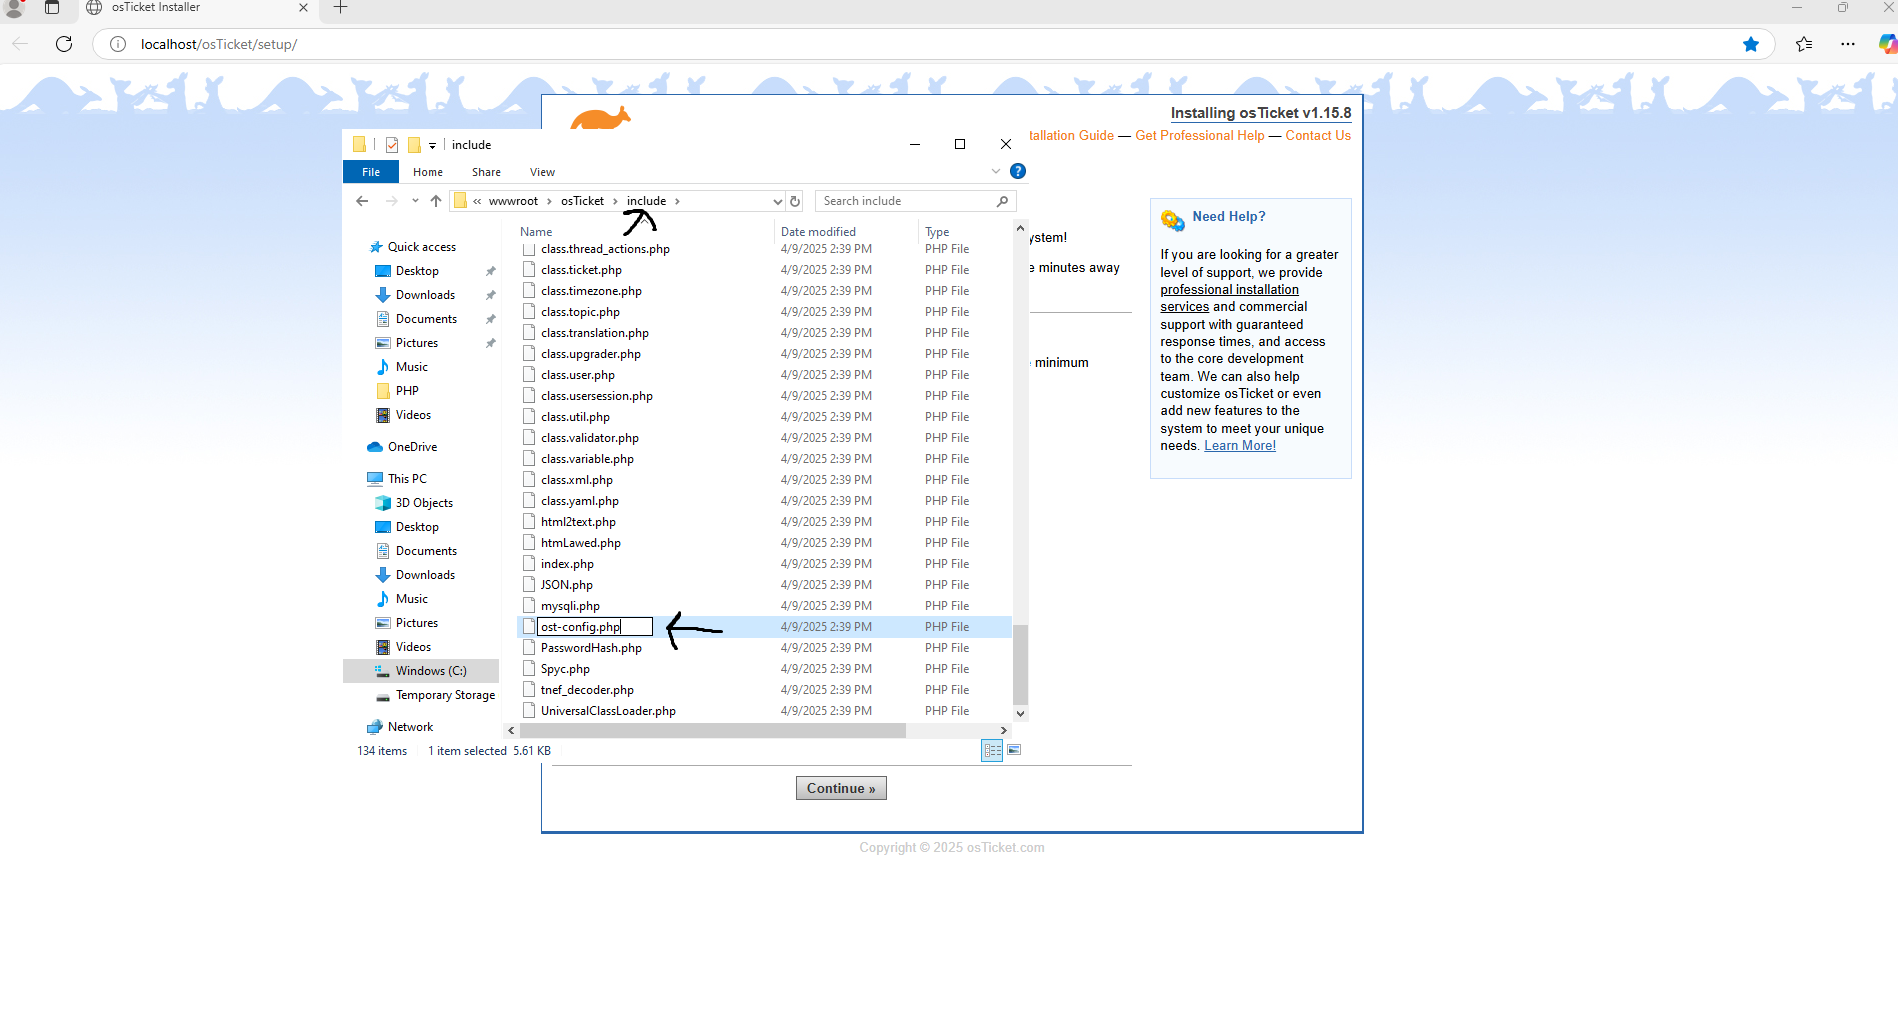 osTicket Installer
localhost/osTicket/setup/
Installing osTicket v1.15.8
tallation Guide — Get Professional Help — Contact Us
include
File Home Share View
« wwwroot › osTicket › include ›
Search include
Name Date modified Type
Quick access
Desktop
Downloads
Documents
Pictures
Music
PHP
Videos
OneDrive
This PC
3D Objects
Desktop
Documents
Downloads
Music
Pictures
Videos
Windows (C:)
Temporary Storage
Network
class.thread_actions.php 4/9/2025 2:39 PM PHP File
class.ticket.php 4/9/2025 2:39 PM PHP File
class.timezone.php 4/9/2025 2:39 PM PHP File
class.topic.php 4/9/2025 2:39 PM PHP File
class.translation.php 4/9/2025 2:39 PM PHP File
class.upgrader.php 4/9/2025 2:39 PM PHP File
class.user.php 4/9/2025 2:39 PM PHP File
class.usersession.php 4/9/2025 2:39 PM PHP File
class.util.php 4/9/2025 2:39 PM PHP File
class.validator.php 4/9/2025 2:39 PM PHP File
class.variable.php 4/9/2025 2:39 PM PHP File
class.xml.php 4/9/2025 2:39 PM PHP File
class.yaml.php 4/9/2025 2:39 PM PHP File
html2text.php 4/9/2025 2:39 PM PHP File
htmLawed.php 4/9/2025 2:39 PM PHP File
index.php 4/9/2025 2:39 PM PHP File
JSON.php 4/9/2025 2:39 PM PHP File
mysqli.php 4/9/2025 2:39 PM PHP File
ost-config.php 4/9/2025 2:39 PM PHP File
PasswordHash.php 4/9/2025 2:39 PM PHP File
Spyc.php 4/9/2025 2:39 PM PHP File
tnef_decoder.php 4/9/2025 2:39 PM PHP File
UniversalClassLoader.php 4/9/2025 2:39 PM PHP File
134 items 1 item selected 5.61 KB
ystem!
e minutes away
minimum
Need Help?
If you are looking for a greater
level of support, we provide
professional installation
services and commercial
support with guaranteed
response times, and access
to the core development
team. We can also help
customize osTicket or even
add new features to the
system to meet your unique
needs. Learn More!
Continue »
Copyright © 2025 osTicket.com